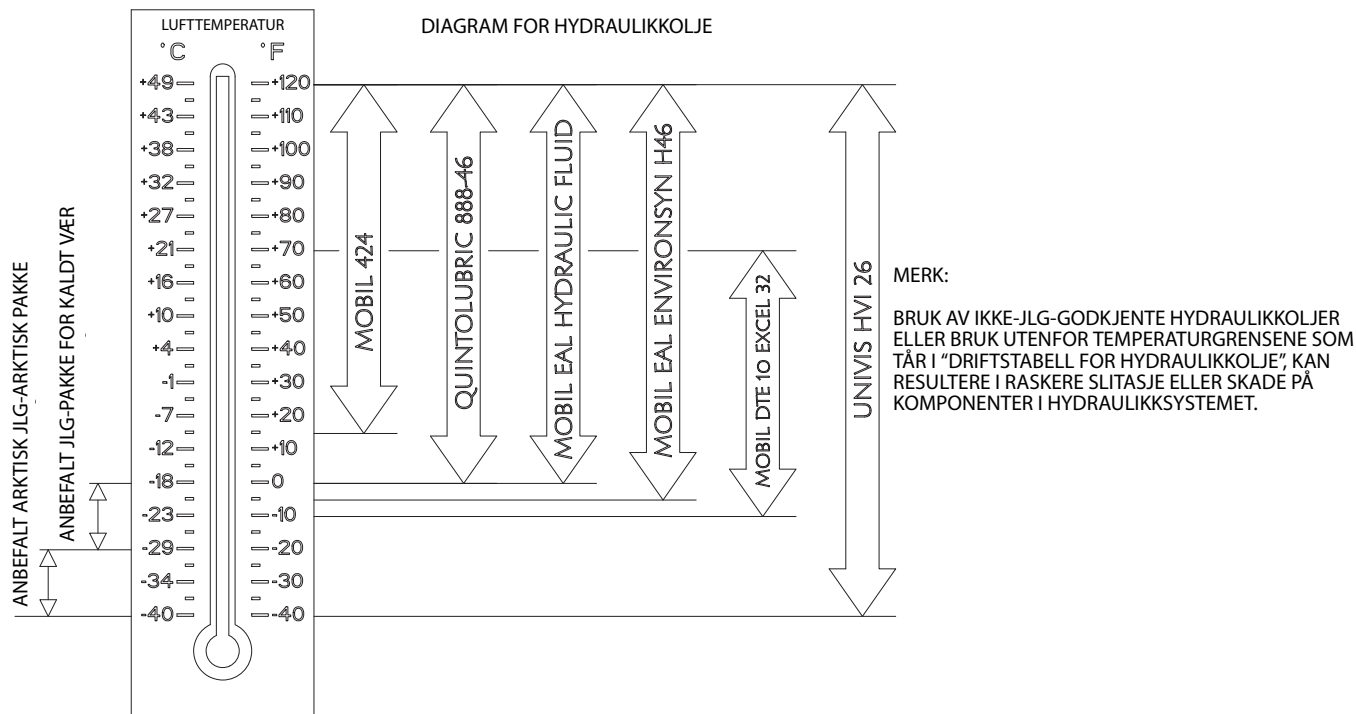 LUFTTEMPERATUR
°C °F
+49 +120
+43 +110
+38 +100
+32 +90
+27 +80
+21 +70
+16 +60
+10 +50
+4 +40
-1 +30
-7 +20
-12 +10
-18 0
-23 -10
-29 -20
-34 -30
-40 -40
ANBEFALT ARKTISK JLG-ARKTISK PAKKE
ANBEFALT JLG-PAKKE FOR KALDT VÆR
DIAGRAM FOR HYDRAULIKKOLJE
MOBIL 424
QUINTOLUBRIC 888-46
MOBIL EAL HYDRAULIC FLUID
MOBIL EAL ENVIRONSYN H46
MOBIL DTE 10 EXCEL 32
UNIVIS HVI 26
MERK:
BRUK AV IKKE-JLG-GODKJENTE HYDRAULIKKOLJER
ELLER BRUK UTENFOR TEMPERATURGRENSENE SOM
TÅR I “DRIFTSTABELL FOR HYDRAULIKKOLJE”, KAN
RESULTERE I RASKERE SLITASJE ELLER SKADE PÅ
KOMPONENTER I HYDRAULIKKSYSTEMET.